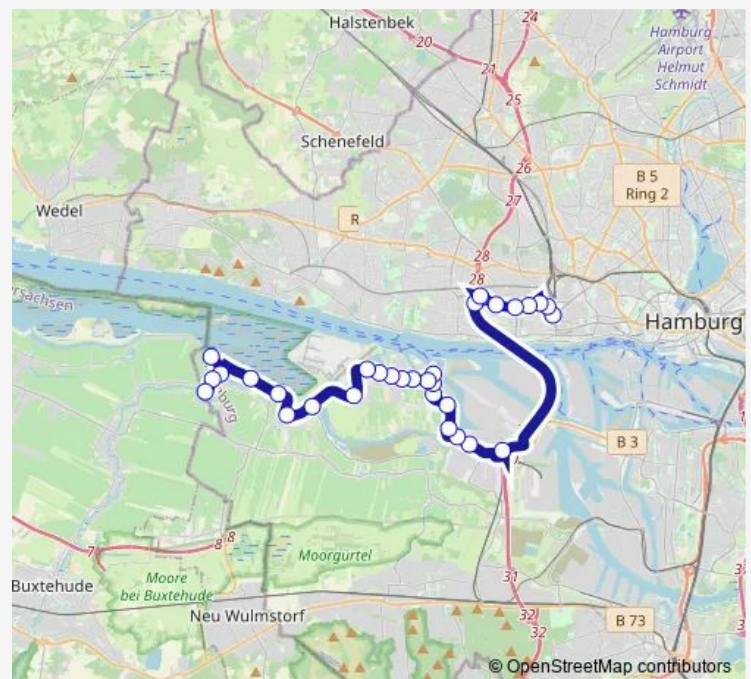 Halstenbek
24
20
Hamburg
Airport
Helmut
Schmidt
21
25
Schenefeld
26
B 5
Ring 2
27
Wedel
R
28
28
ersachsen
Hamburg
burg
B 3
7
8
8
Moorgürtel
Buxtehude
Moore
bei Buxtehude
31
Neu Wulmstorf
32
32
B 73
© OpenStreetMap contributors